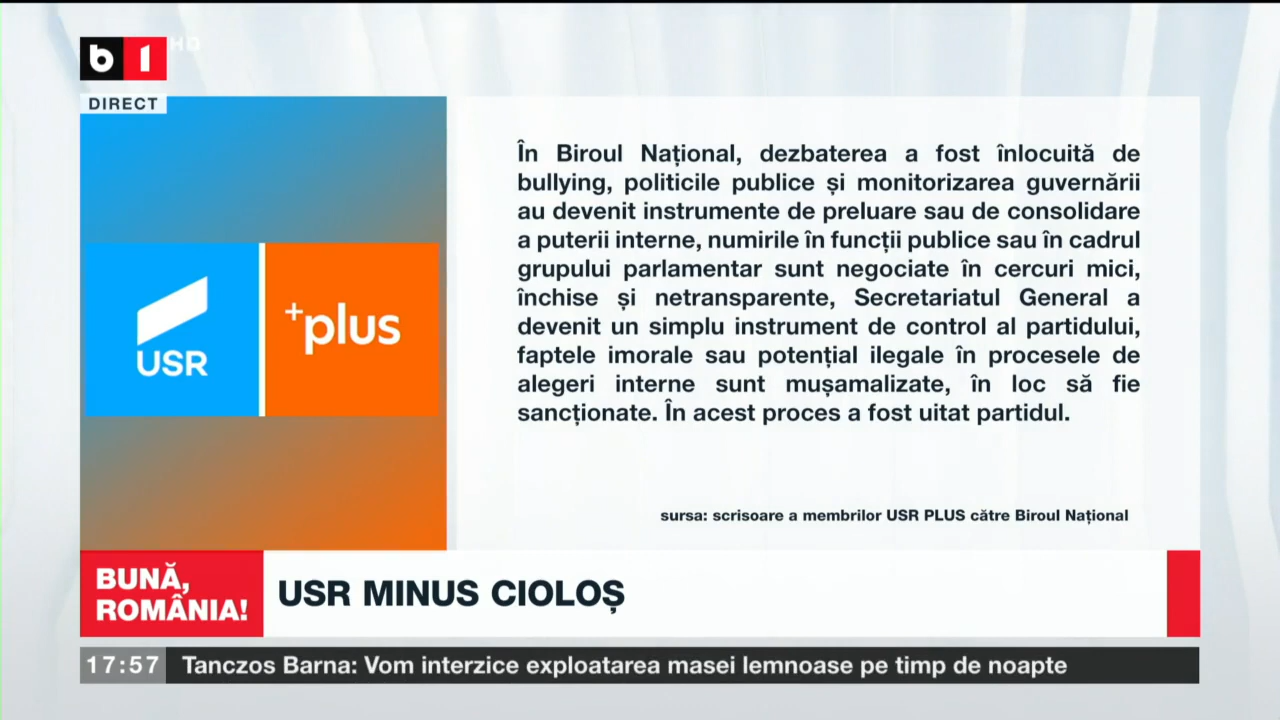 b1 HD
DIRECT
În Biroul Național, dezbaterea a fost înlocuită de
bullying, politicile publice și monitorizarea guvernării
au devenit instrumente de preluare sau de consolidare
a puterii interne, numirile în funcții publice sau în cadrul
grupului parlamentar sunt negociate în cercuri mici,
închise și netransparente, Secretariatul General a
devenit un simplu instrument de control al partidului,
faptele imorale sau potențial ilegale în procesele de
alegeri interne sunt mușamalizate, în loc să fie
sancționate. În acest proces a fost uitat partidul.
USR
+plus
sursa: scrisoare a membrilor USR PLUS către Biroul Național
BUNĂ,
ROMÂNIA!
USR MINUS CIOLOȘ
17:57 Tanczos Barna: Vom interzice exploatarea masei lemnoase pe timp de noapte